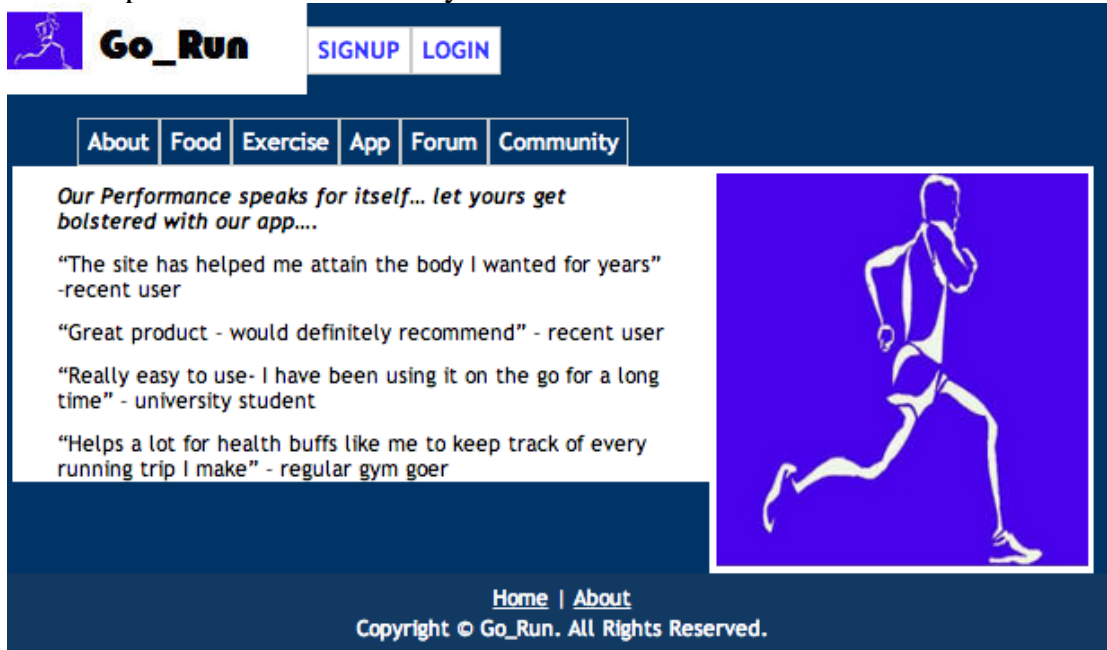 Go_Run
SIGNUP LOGIN
About Food Exercise App Forum Community
Our Performance speaks for itself… let yours get
bolstered with our app….
“The site has helped me attain the body I wanted for years”
-recent user
“Great product - would definitely recommend” - recent user
“Really easy to use- I have been using it on the go for a long
time” - university student
“Helps a lot for health buffs like me to keep track of every
running trip I make” - regular gym goer
Home | About
Copyright © Go_Run. All Rights Reserved.